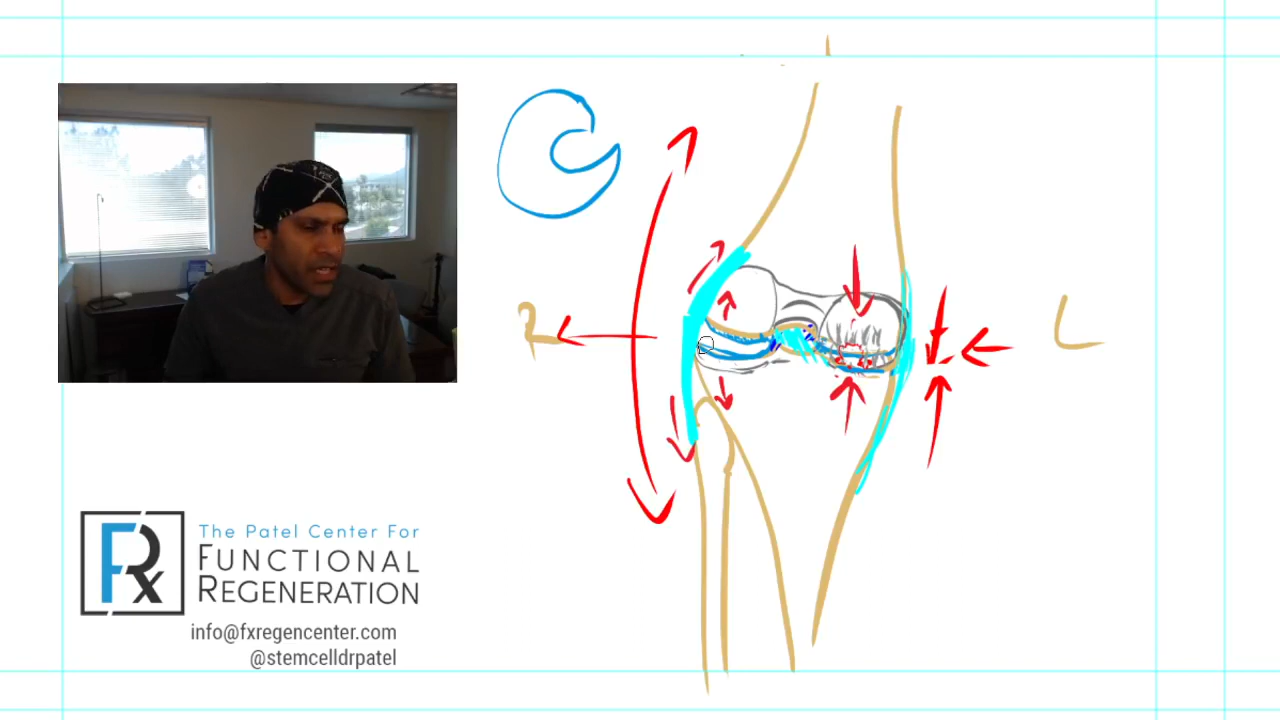 R
L
The Patel Center For
FUNCTIONAL
REGENERATION
FRx
info@fxregencenter.com
@stemcelldrpatel